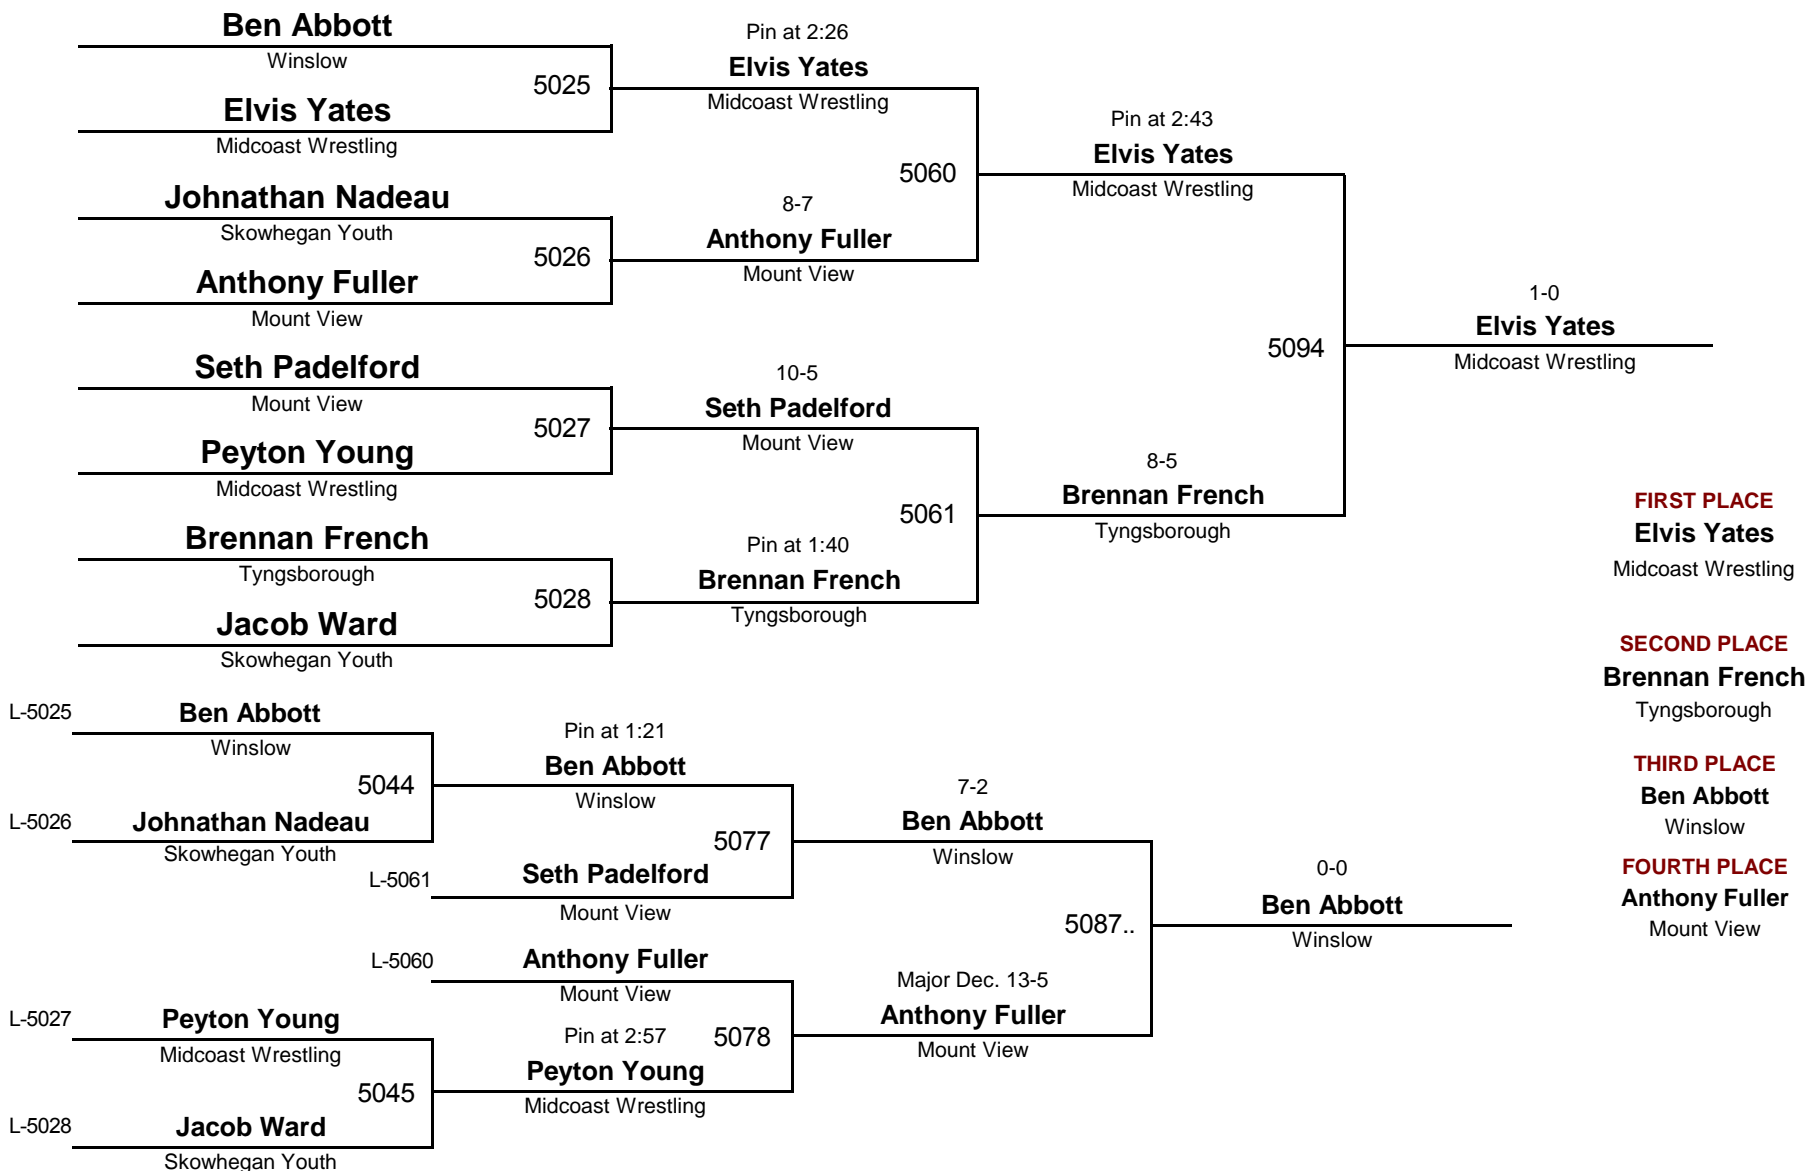 Ben Abbott
Winslow
5025
Elvis Yates
Midcoast Wrestling
Pin at 2:26
Elvis Yates
Midcoast Wrestling
Johnathan Nadeau
Skowhegan Youth
5026
Anthony Fuller
Mount View
8-7
Anthony Fuller
Mount View
5060
Pin at 2:43
Elvis Yates
Midcoast Wrestling
Seth Padelford
Mount View
5027
Peyton Young
Midcoast Wrestling
10-5
Seth Padelford
Mount View
Brennan French
Tyngsborough
5028
Jacob Ward
Skowhegan Youth
Pin at 1:40
Brennan French
Tyngsborough
5061
8-5
Brennan French
Tyngsborough
5094
1-0
Elvis Yates
Midcoast Wrestling
FIRST PLACE
Elvis Yates
Midcoast Wrestling
SECOND PLACE
Brennan French
Tyngsborough
THIRD PLACE
Ben Abbott
Winslow
FOURTH PLACE
Anthony Fuller
Mount View
L-5025
Ben Abbott
Winslow
5044
L-5026
Johnathan Nadeau
Skowhegan Youth
Pin at 1:21
Ben Abbott
Winslow
5077
L-5061
Seth Padelford
Mount View
7-2
Ben Abbott
Winslow
L-5060
Anthony Fuller
Mount View
5078
L-5027
Peyton Young
Midcoast Wrestling
5045
L-5028
Jacob Ward
Skowhegan Youth
Pin at 2:57
Peyton Young
Midcoast Wrestling
Major Dec. 13-5
Anthony Fuller
Mount View
5087..
0-0
Ben Abbott
Winslow